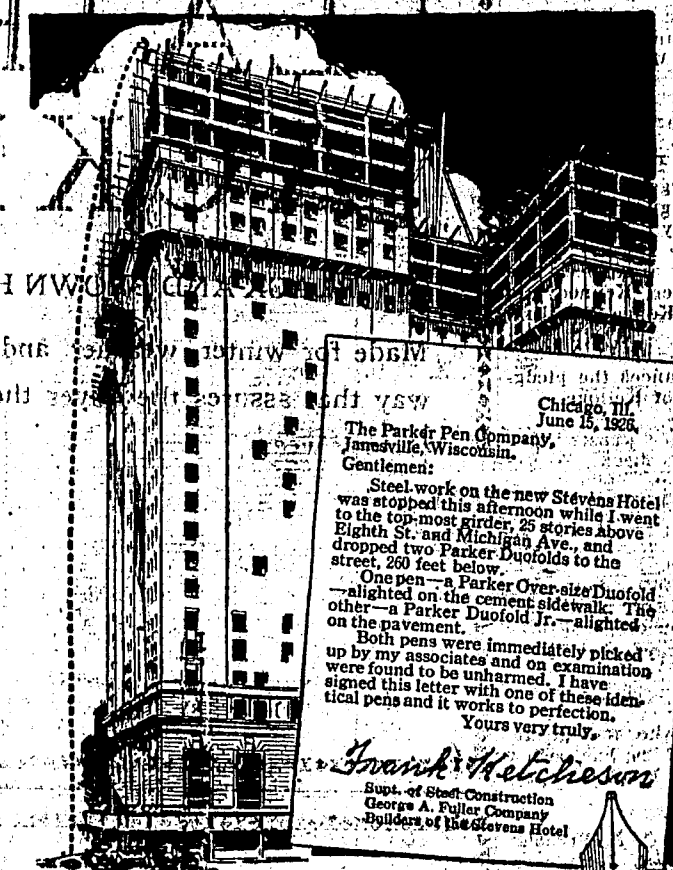 Chicago, Ill.
June 15, 1926.
The Parker Pen Company,
Janesville, Wisconsin.
Gentlemen:
Steel work on the new Stevens Hotel
was stopped this afternoon while I went
to the top-most girder, 25 stories above
Eighth St. and Michigan Ave., and
dropped two Parker Duofolds to the
street, 260 feet below.
One pen—a Parker Over-size Duofold
—alighted on the cement sidewalk. The
other—a Parker Duofold Jr.—alighted
on the pavement.
Both pens were immediately picked
up by my associates and on examination
were found to be unharmed. I have
signed this letter with one of these iden-
tical pens and it works to perfection.
Yours very truly,
Frank Ketcheson
Supt. of Steel Construction
George A. Fuller Company
Builders of the Stevens Hotel
Made for winter and
way that assures the